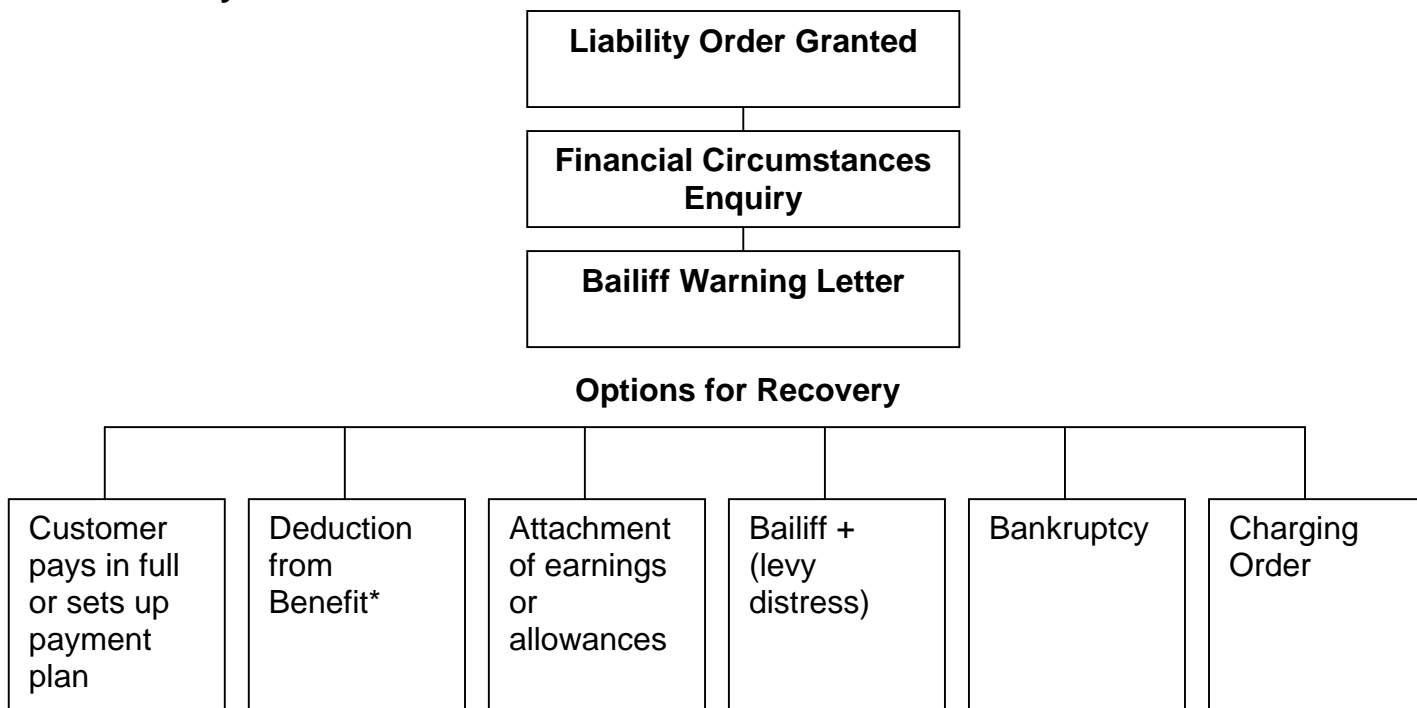 Liability Order Granted
Financial Circumstances
Enquiry
Bailiff Warning Letter
Options for Recovery
Customer
pays in full
or sets up
payment
plan
Deduction
from
Benefit*
Attachment
of earnings
or
allowances
Bailiff +
(levy
distress)
Bankruptcy
Charging
Order